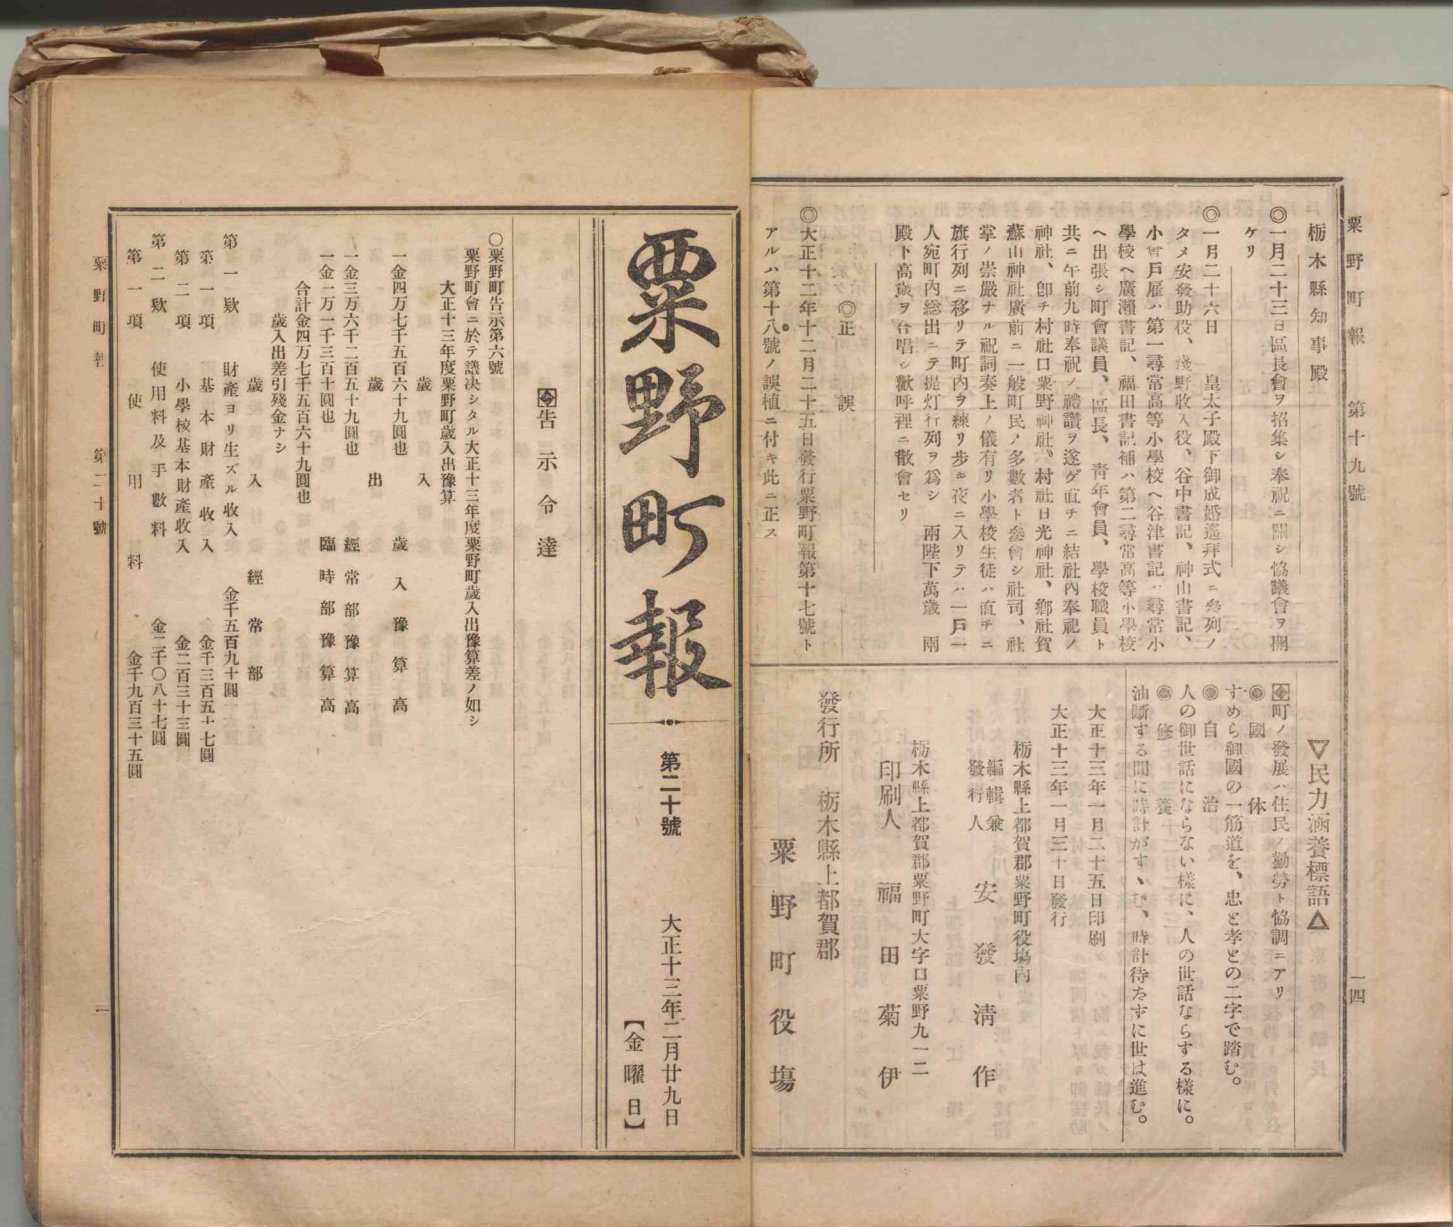 粟野町報 第十九號 一四
栃木縣知事殿
◎一月二十三日區長會ヲ招集シ奉祝ニ關シ協議會ヲ開
ケリ
◎一月二十六日 皇太子殿下御成婚遙拜式ニ參列ノ
タメ安發助役、淺野收入役、谷中書記、神山書記、
小曾戸雇ハ第一尋常高等小學校ヘ谷津書記ハ尋常小
學校ヘ廣瀨書記、福田書記補ハ第二尋常高等小學校
ヘ出張シ町會議員、區長、靑年會員、學校職員ト
共ニ午前九時奉祝ノ禮讚ヲ遂ゲ直チニ結社內奉祀ノ
神社、卽チ村社口粟野神社、村社日光神社、鄕社賀
蘇山神社廣前ニ一般町民ノ多數者ト參會シ社司、社
掌ノ崇嚴ナル祝詞奏上ノ儀有リ小學校生徒ハ直チニ
旗行列ニ移リテ町內ヲ練リ步キ夜ニ入リテハ一戸一
人宛町內總出ニテ提灯行列ヲ爲シ 兩陛下萬歲 兩
殿下萬歲ヲ合唱シ歡呼裡ニ散會セリ
◎正誤
◎大正十二年十二月二十五日發行粟野町報第十七號ト
アルハ第十八號ノ誤植ニ付キ此ニ正ス
▽民力涵養標語△
町ノ發展ハ住民ノ勤勞ト協調ニアリ
◉國体
すめら御國の一筋道を、忠と孝との二字で踏む。
◉自治
人の御世話にならない樣に、人の世話ならする樣に。
◉修養
油斷する間に時計がすゝむ、時計待たずに世は進む。
大正十三年一月二十五日印刷
大正十三年一月三十日發行
栃木縣上都賀郡粟野町役塲內
編輯兼
發行人 安發淸作
栃木縣上都賀郡粟野町大字口粟野九一二
印刷人 福田菊伊
發行所 栃木縣上都賀郡
粟野町役塲
粟野町報 第二十號 大正十三年二月廿九日
【金曜日】
告示令達
〇粟野町告示第六號
粟野町會ニ於テ議決シタル大正十三年度粟野町歲入出豫算差ノ如シ
大正十三年度粟野町歲入出豫算
歲入
一金四万七千五百六十九圓也 歲入豫算高
歲出
一金三万六千二百五十九圓也 經常部豫算高
一金一万一千三百十圓也 臨時部豫算高
合計金四万七千五百六十九圓也
歲入出差引殘金ナシ
歲入經常部
第一欵 財產ヨリ生ズル收入 金千五百九十圓
第一項 基本財產收入 金千三百五十七圓
第二項 小學校基本財產收入 金二百三十三圓
第二欵 使用料及手數料 金二千〇八十七圓
第一項 使用料 金千九百三十五圓
粟野町報 第二十號 一